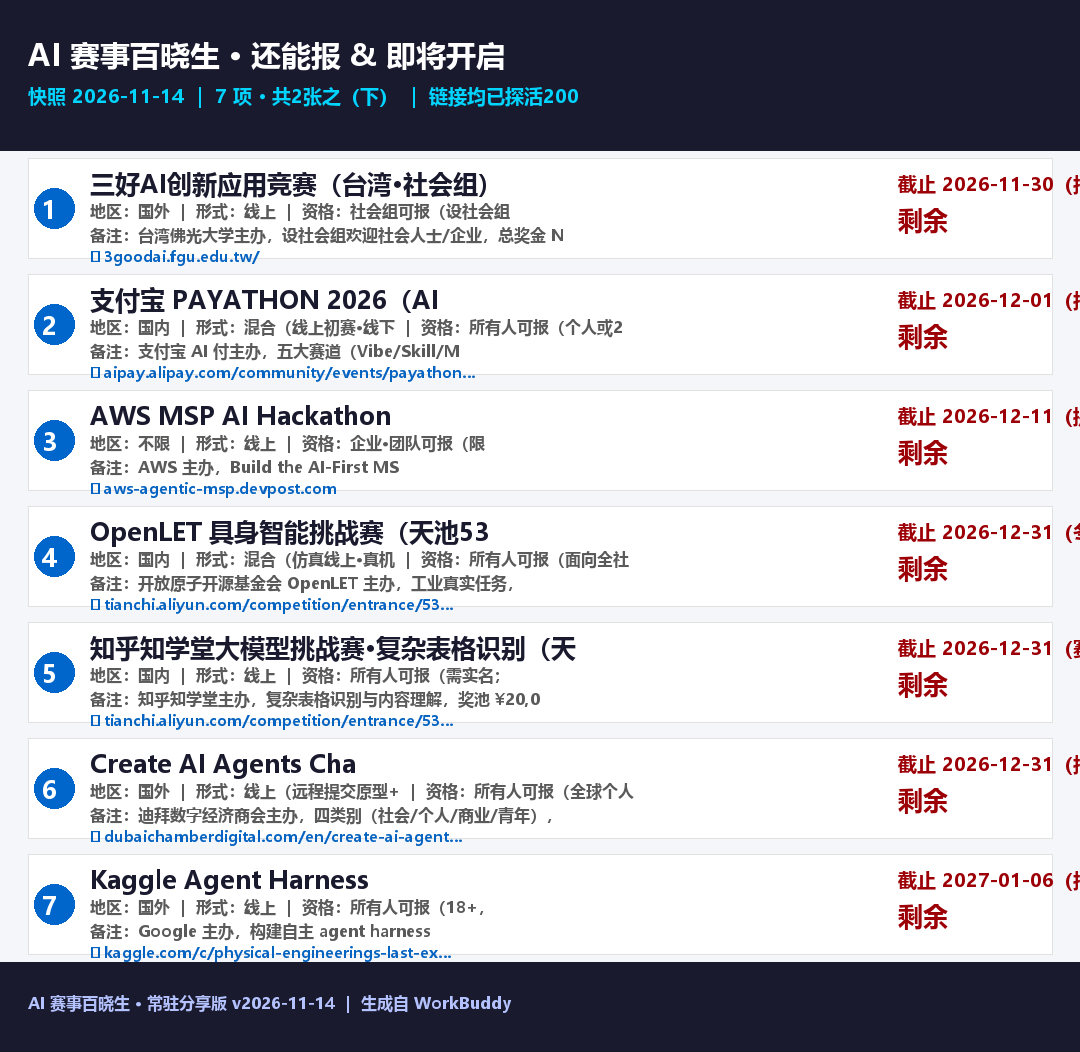 AI 赛事百晓生 • 还能报 & 即将开启
快照 2026-11-14 | 7 项 • 共2张之（下） | 链接均已探活200
1
三好AI创新应用竞赛（台湾•社会组）
截止 2026-11-30（报
地区：国外 | 形式：线上 | 资格：社会组可报（设社会组
剩余
备注：台湾佛光大学主办，设社会组欢迎社会人士/企业，总奖金 N
3goodai.fgu.edu.tw/
2
支付宝 PAYATHON 2026（AI
截止 2026-12-01（报
地区：国内 | 形式：混合（线上初赛•线下 | 资格：所有人可报（个人或2
剩余
备注：支付宝 AI 付主办，五大赛道（Vibe/Skill/M
aipay.alipay.com/community/events/payathon...
3
AWS MSP AI Hackathon
截止 2026-12-11（报
地区：不限 | 形式：线上 | 资格：企业•团队可报（限
剩余
备注：AWS 主办，Build the AI-First MS
aws-agentic-msp.devpost.com
4
OpenLET 具身智能挑战赛（天池53
截止 2026-12-31（
地区：国内 | 形式：混合（仿真线上•真机 | 资格：所有人可报（面向全社
剩余
备注：开放原子开源基金会 OpenLET 主办，工业真实任务，
tianchi.aliyun.com/competition/entrance/53...
5
知乎知学堂大模型挑战赛•复杂表格识别（天
截止 2026-12-31（
地区：国内 | 形式：线上 | 资格：所有人可报（需实名；
剩余
备注：知乎知学堂主办，复杂表格识别与内容理解，奖池 ¥20,0
tianchi.aliyun.com/competition/entrance/53...
6
Create AI Agents Cha
截止 2026-12-31（报
地区：国外 | 形式：线上（远程提交原型+ | 资格：所有人可报（全球个人
剩余
备注：迪拜数字经济商会主办，四类别（社会/个人/商业/青年），
dubaichamberdigital.com/en/create-ai-agent...
7
Kaggle Agent Harness
截止 2027-01-06（报
地区：国外 | 形式：线上 | 资格：所有人可报（18+，
剩余
备注：Google 主办，构建自主 agent harness
kaggle.com/c/physical-engineerings-last-ex...
AI 赛事百晓生 • 常驻分享版 v2026-11-14 | 生成自 WorkBuddy